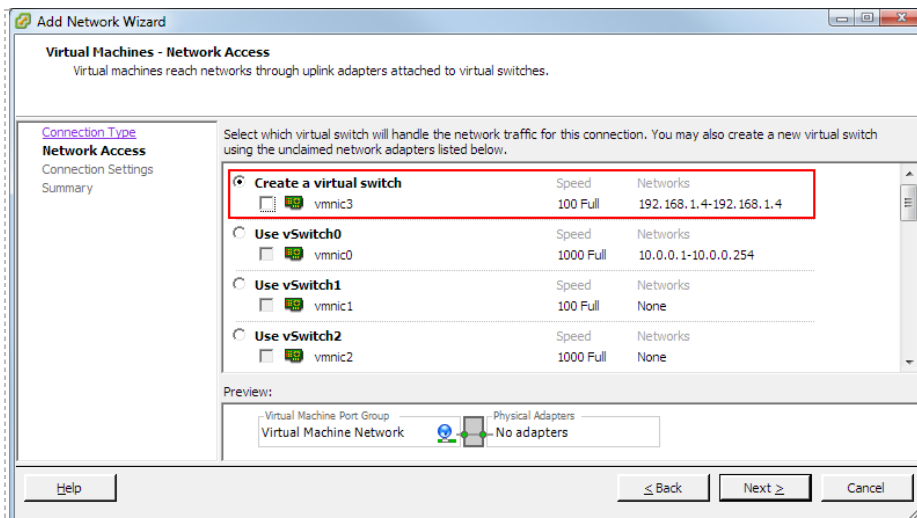 Add Network Wizard
Virtual Machines - Network Access
Virtual machines reach networks through uplink adapters attached to virtual switches.
Connection Type
Network Access
Connection Settings
Summary
Select which virtual switch will handle the network traffic for this connection. You may also create a new virtual switch
using the unclaimed network adapters listed below.
Create a virtual switch Speed Networks
vmnic3 100 Full 192.168.1.4-192.168.1.4
Use vSwitch0 Speed Networks
vmnic0 1000 Full 10.0.0.1-10.0.0.254
Use vSwitch1 Speed Networks
vmnic1 100 Full None
Use vSwitch2 Speed Networks
vmnic2 1000 Full None
Preview:
Virtual Machine Port Group Physical Adapters
Virtual Machine Network No adapters
Help ≤ Back Next ≥ Cancel